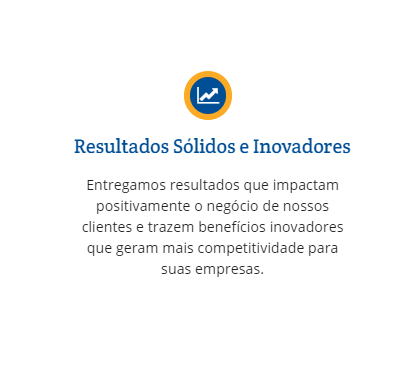 Resultados Sólidos e Inovadores
Entregamos resultados que impactam
positivamente o negócio de nossos
clientes e trazem benefícios inovadores
que geram mais competitividade para
suas empresas.